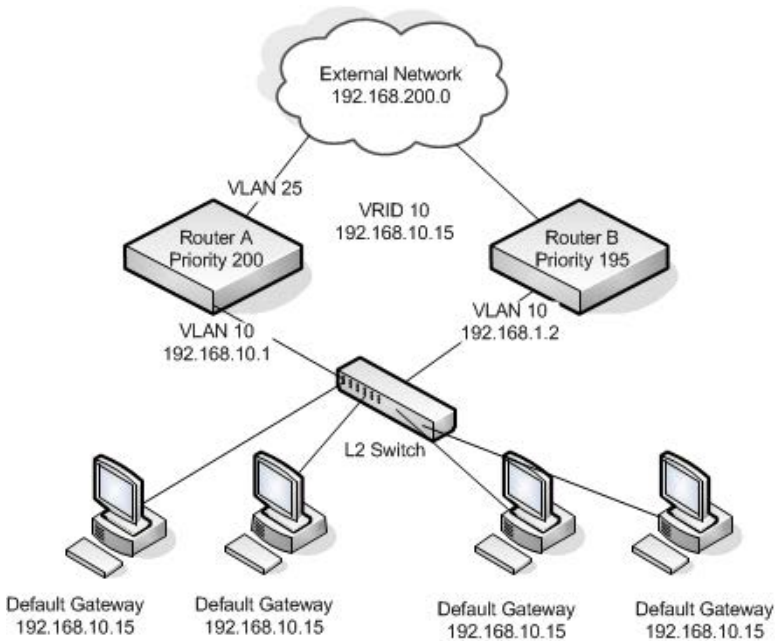 External Network
192.168.200.0
VLAN 25
VRID 10
192.168.10.15
Router A
Priority 200
Router B
Priority 195
VLAN 10
192.168.10.1
VLAN 10
192.168.1.2
L2 Switch
Default Gateway
192.168.10.15
Default Gateway
192.168.10.15
Default Gateway
192.168.10.15
Default Gateway
192.168.10.15